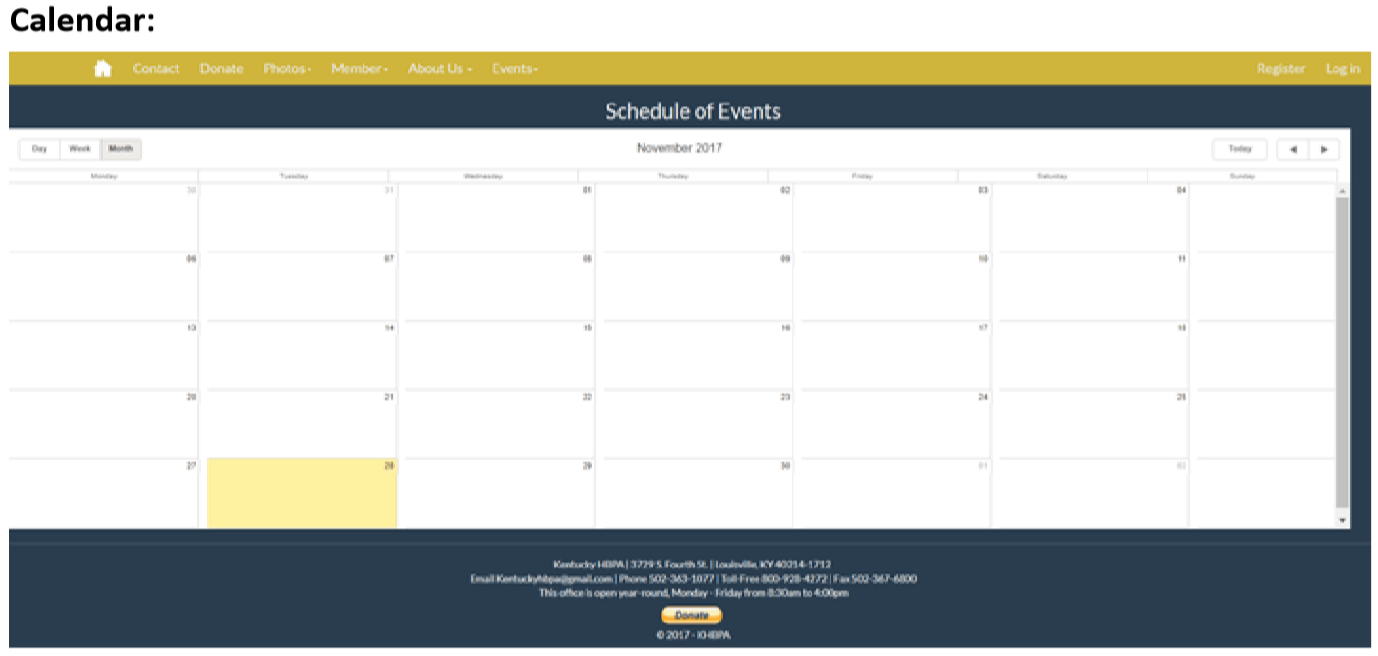 Calendar:
Contact Donate Photos Member About Us Events Register Log in
Schedule of Events
Day Week Month November 2017 Today
Monday Tuesday Wednesday Thursday Friday Saturday Sunday
30 31 01 02 03 04
06 07 08 09 10 11
13 14 15 16 17 18
20 21 22 23 24 25
27 28 29 30 01 02
Kentucky HBPA | 3729 S. Fourth St. | Louisville, KY 40214-1712
Email Kentuckyhbpa@gmail.com | Phone 502-363-1077 | Toll-Free 800-928-4272 | Fax 502-367-6800
This office is open year-round, Monday - Friday from 8:30am to 4:00pm
Donate
© 2017 - KHBPA